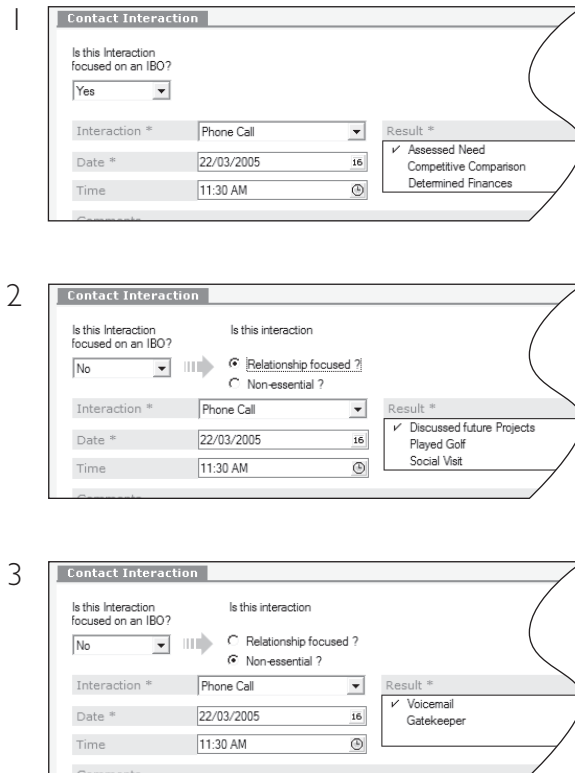 1
Contact Interaction
Is this Interaction
focused on an IBO?
Yes
Interaction * Phone Call Result *
✓ Assessed Need
Date * 22/03/2005 16 Competitive Comparison
Determined Finances
Time 11:30 AM
Comments
2
Contact Interaction
Is this Interaction Is this interaction
focused on an IBO?
No Relationship focused ?
Non-essential ?
Interaction * Phone Call Result *
✓ Discussed future Projects
Date * 22/03/2005 16 Played Golf
Social Visit
Time 11:30 AM
Comments
3
Contact Interaction
Is this Interaction Is this interaction
focused on an IBO?
No Relationship focused ?
Non-essential ?
Interaction * Phone Call Result *
✓ Voicemail
Date * 22/03/2005 16 Gatekeeper
Time 11:30 AM
Comments